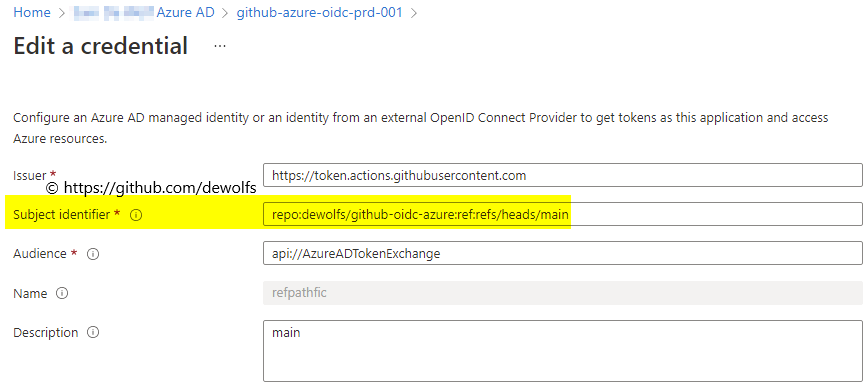 Home > Azure AD > github-azure-oidc-prd-001 >
Edit a credential ...
Configure an Azure AD managed identity or an identity from an external OpenID Connect Provider to get tokens as this application and access
Azure resources.
Issuer * https://token.actions.githubusercontent.com
© https://github.com/dewolfs
Subject identifier * repo:dewolfs/github-oidc-azure:ref:refs/heads/main
Audience * api://AzureADTokenExchange
Name refpathfic
Description main